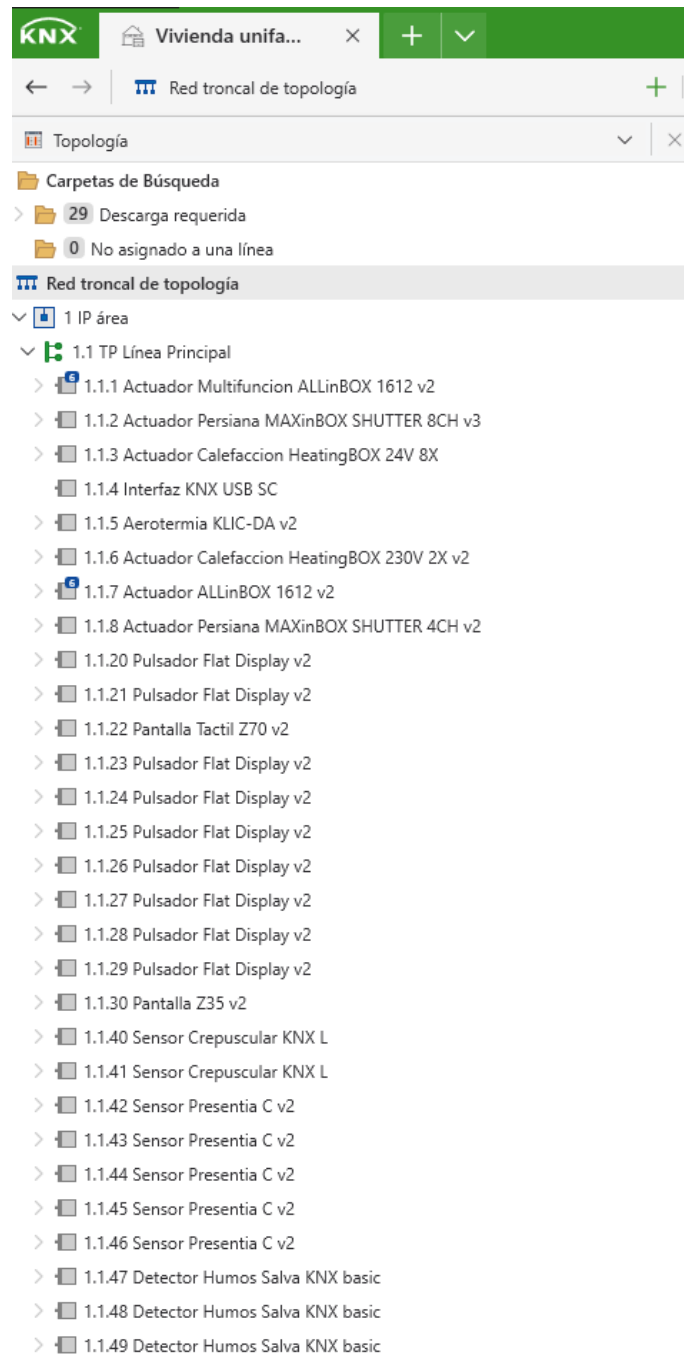 KNX Vivienda unifa...
Red troncal de topología
Topología
Carpetas de Búsqueda
29 Descarga requerida
0 No asignado a una línea
Red troncal de topología
1 IP área
1.1 TP Línea Principal
6 1.1.1 Actuador Multifuncion ALLinBOX 1612 v2
1.1.2 Actuador Persiana MAXinBOX SHUTTER 8CH v3
1.1.3 Actuador Calefaccion HeatingBOX 24V 8X
1.1.4 Interfaz KNX USB SC
1.1.5 Aerotermia KLIC-DA v2
1.1.6 Actuador Calefaccion HeatingBOX 230V 2X v2
6 1.1.7 Actuador ALLinBOX 1612 v2
1.1.8 Actuador Persiana MAXinBOX SHUTTER 4CH v2
1.1.20 Pulsador Flat Display v2
1.1.21 Pulsador Flat Display v2
1.1.22 Pantalla Tactil Z70 v2
1.1.23 Pulsador Flat Display v2
1.1.24 Pulsador Flat Display v2
1.1.25 Pulsador Flat Display v2
1.1.26 Pulsador Flat Display v2
1.1.27 Pulsador Flat Display v2
1.1.28 Pulsador Flat Display v2
1.1.29 Pulsador Flat Display v2
1.1.30 Pantalla Z35 v2
1.1.40 Sensor Crepuscular KNX L
1.1.41 Sensor Crepuscular KNX L
1.1.42 Sensor Presentia C v2
1.1.43 Sensor Presentia C v2
1.1.44 Sensor Presentia C v2
1.1.45 Sensor Presentia C v2
1.1.46 Sensor Presentia C v2
1.1.47 Detector Humos Salva KNX basic
1.1.48 Detector Humos Salva KNX basic
1.1.49 Detector Humos Salva KNX basic